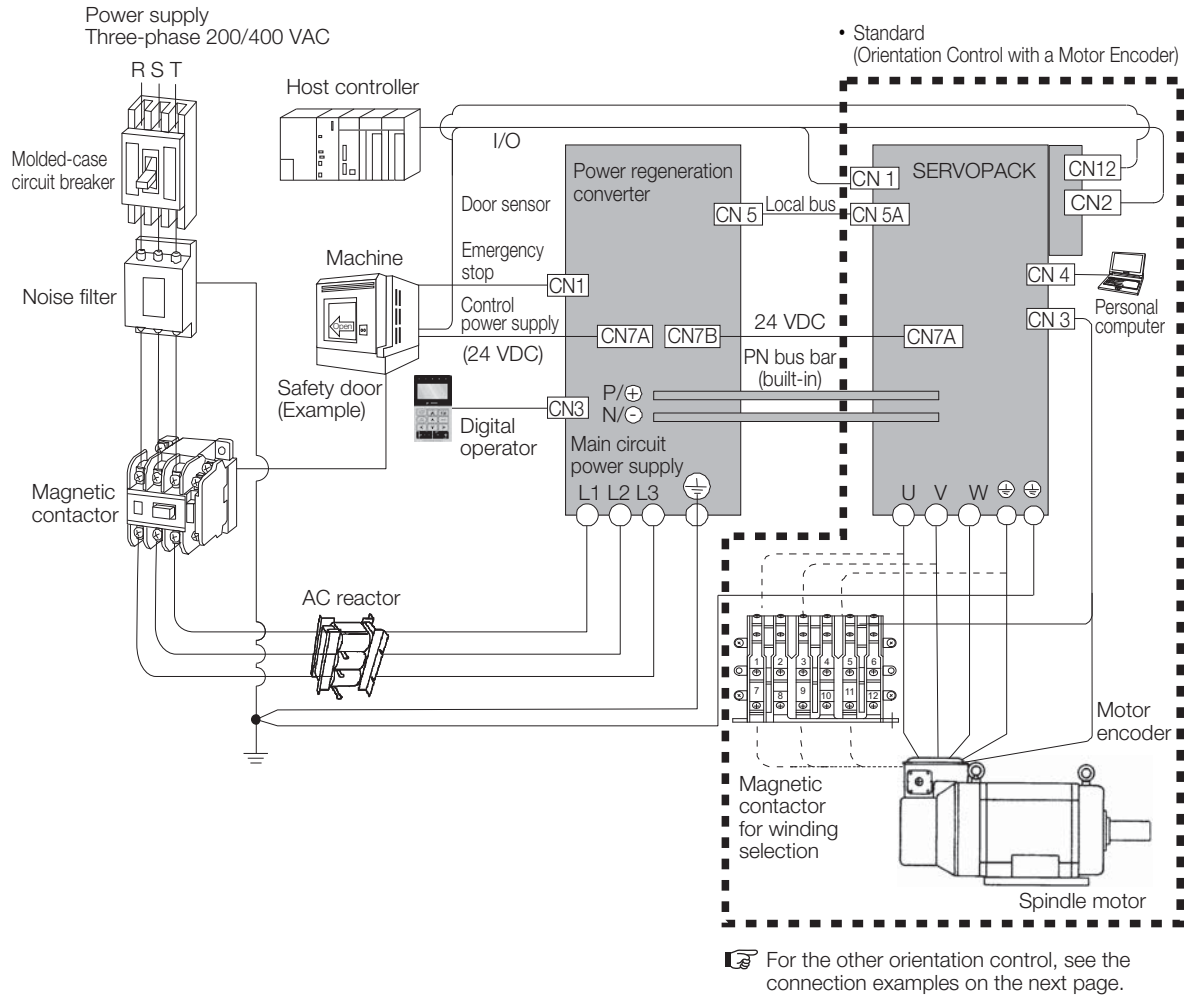 Power supply
Three-phase 200/400 VAC
R S T
Molded-case
circuit breaker
Noise filter
Magnetic
contactor
Host controller
I/O
Door sensor
Machine
Open
Emergency
stop
Control
power supply
(24 VDC)
Safety door
(Example)
Digital
operator
AC reactor
Power regeneration
converter
CN 5
CN1
CN7A
CN7B
CN3
P/⊕
N/⊖
Main circuit
power supply
L1 L2 L3
Local bus
24 VDC
PN bus bar
(built-in)
• Standard
(Orientation Control with a Motor Encoder)
SERVOPACK
CN 1
CN 5A
CN12
CN2
CN 4
CN 3
CN7A
Personal
computer
U V W
1 2 3 4 5 6
7 8 9 10 11 12
Magnetic
contactor
for winding
selection
Motor
encoder
Spindle motor
For the other orientation control, see the
connection examples on the next page.